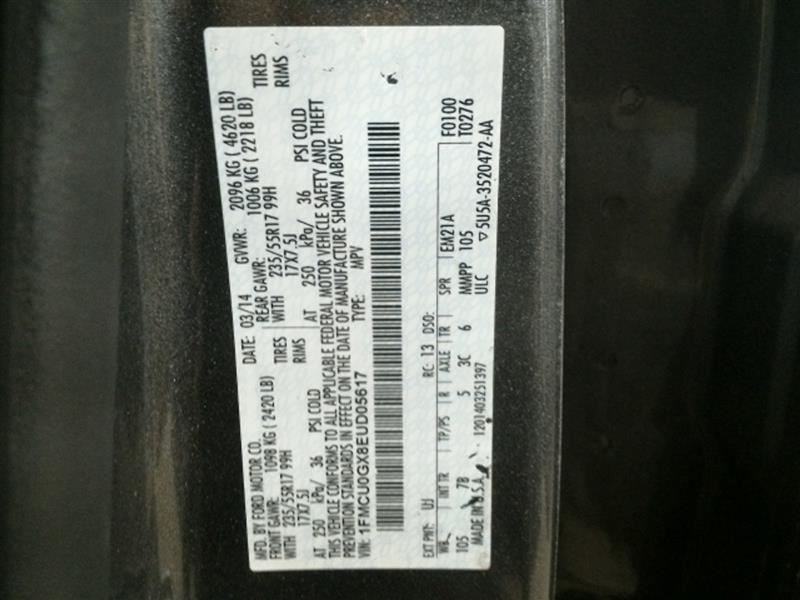 MFD. BY FORD MOTOR CO.
DATE: 03/14 GVWR: 2096 KG ( 4620 LB)
FRONT GAWR: 1098 KG ( 2420 LB) REAR GAWR: 1006 KG ( 2218 LB)
WITH 235/55R17 99H TIRES WITH 235/55R17 99H TIRES
17X7.5J RIMS 17X7.5J RIMS
AT 250 kPa/ 36 PSI COLD AT 250 kPa/ 36 PSI COLD
THIS VEHICLE CONFORMS TO ALL APPLICABLE FEDERAL MOTOR VEHICLE SAFETY AND THEFT
PREVENTION STANDARDS IN EFFECT ON THE DATE OF MANUFACTURE SHOWN ABOVE.
VIN: 1FMCU0GX8EUD05617 TYPE: MPV
EXT PNT: UJ RC: 13 DSO: F0100
WB INT TR TP/PS R AXLE TR SPR EM21A T0276
105 7B 5 3C 6 MMPP 105
MADE IN U.S.A. 1201403251397 ULC ▽5U5A-3520472-AA